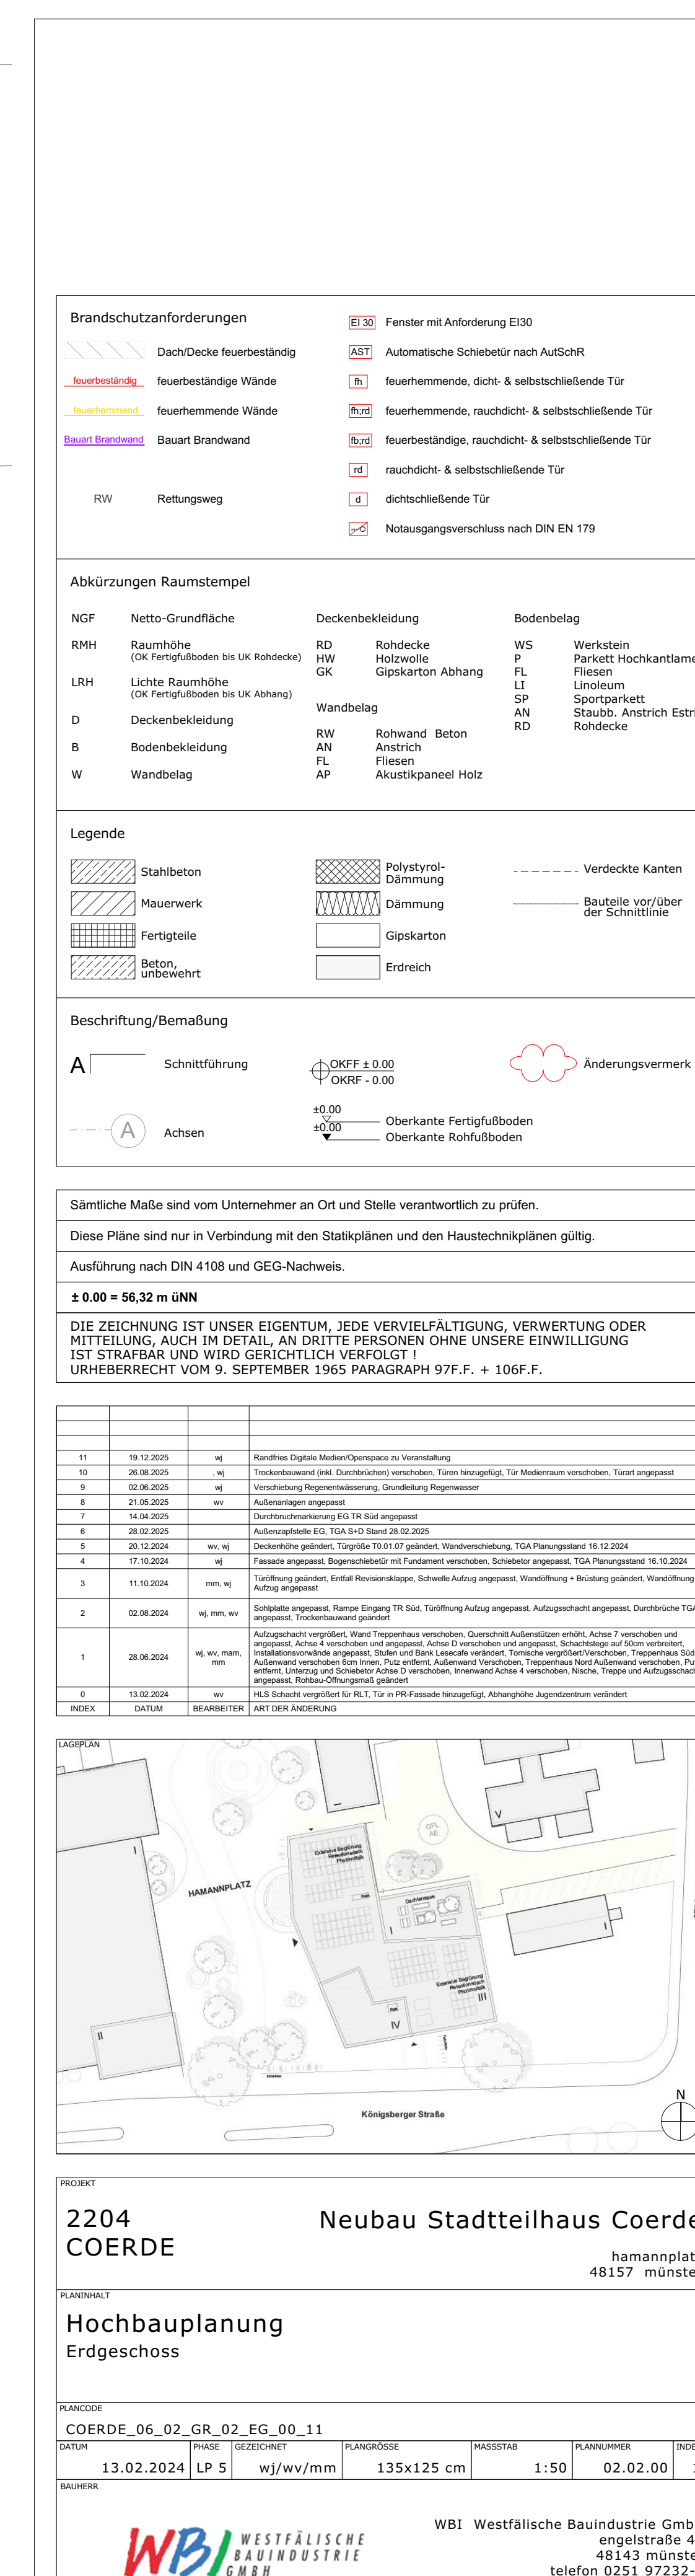 Brandschutzanforderungen
Dach/Decke feuerbeständig
feuerbeständig feuerbeständige Wände
feuerhemmend feuerhemmende Wände
Bauart Brandwand Bauart Brandwand
RW Rettungsweg
EI 30 Fenster mit Anforderung EI30
AST Automatische Schiebetür nach AutSchR
fh feuerhemmende, dicht- & selbstschließende Tür
fh;rd feuerhemmende, rauchdicht- & selbstschließende Tür
fb;rd feuerbeständige, rauchdicht- & selbstschließende Tür
rd rauchdicht- & selbstschließende Tür
d dichtschließende Tür
Notausgangsverschluss nach DIN EN 179
Abkürzungen Raumstempel
NGF Netto-Grundfläche
RMH Raumhöhe
(OK Fertigfußboden bis UK Rohdecke)
LRH Lichte Raumhöhe
(OK Fertigfußboden bis UK Abhang)
D Deckenbekleidung
B Bodenbekleidung
W Wandbelag
Deckenbekleidung
RD Rohdecke
HW Holzwolle
GK Gipskarton Abhang
Wandbelag
RW Rohwand Beton
AN Anstrich
FL Fliesen
AP Akustikpaneel Holz
Bodenbelag
WS Werkstein
P Parkett Hochkantlame
FL Fliesen
LI Linoleum
SP Sportparkett
AN Staubb. Anstrich Estri
RD Rohdecke
Legende
Stahlbeton
Mauerwerk
Fertigteile
Beton,
unbewehrt
Polystyrol-
Dämmung
Dämmung
Gipskarton
Erdreich
Verdeckte Kanten
Bauteile vor/über
der Schnittlinie
Beschriftung/Bemaßung
A Schnittführung
A Achsen
OKFF ± 0.00
OKRF - 0.00
±0.00
±0.00
Oberkante Fertigfußboden
Oberkante Rohfußboden
Änderungsvermerk
Sämtliche Maße sind vom Unternehmer an Ort und Stelle verantwortlich zu prüfen.
Diese Pläne sind nur in Verbindung mit den Statikplänen und den Haustechnikplänen gültig.
Ausführung nach DIN 4108 und GEG-Nachweis.
± 0.00 = 56,32 m üNN
DIE ZEICHNUNG IST UNSER EIGENTUM, JEDE VERVIELFÄLTIGUNG, VERWERTUNG ODER
MITTEILUNG, AUCH IM DETAIL, AN DRITTE PERSONEN OHNE UNSERE EINWILLIGUNG
IST STRAFBAR UND WIRD GERICHTLICH VERFOLGT !
URHEBERRECHT VOM 9. SEPTEMBER 1965 PARAGRAPH 97F.F. + 106F.F.
11 19.12.2025 wj Randfries Digitale Medien/Openspace zu Veranstaltung
10 26.08.2025 , wj Trockenbauwand (inkl. Durchbrüchen) verschoben, Türen hinzugefügt, Tür Medienraum verschoben, Türart angepasst
9 02.06.2025 wj Verschiebung Regenentwässerung, Grundleitung Regenwasser
8 21.05.2025 wv Außenanlagen angepasst
7 14.04.2025 Durchbruchmarkierung EG TR Süd angepasst
6 28.02.2025 Außenzapfstelle EG, TGA S+D Stand 28.02.2025
5 20.12.2024 wv, wj Deckenhöhe geändert, Türgröße T0.01.07 geändert, Wandverschiebung, TGA Planungsstand 16.12.2024
4 17.10.2024 wj Fassade angepasst, Bogenschiebetür mit Fundament verschoben, Schiebetor angepasst, TGA Planungsstand 16.10.2024
3 11.10.2024 mm, wj Türöffnung geändert, Entfall Revisionsklappe, Schwelle Aufzug angepasst, Wandöffnung + Brüstung geändert, Wandöffnung
Aufzug angepasst
2 02.08.2024 wj, mm, wv Sohlplatte angepasst, Rampe Eingang TR Süd, Türöffnung Aufzug angepasst, Aufzugsschacht angepasst, Durchbrüche TGA
angepasst, Trockenbauwand geändert
1 28.06.2024 wj, wv, mam, mm Aufzugschacht vergrößert, Wand Treppenhaus verschoben, Querschnitt Außenstützen erhöht, Achse 7 verschoben und
angepasst, Achse 4 verschoben und angepasst, Achse D verschoben und angepasst, Schachtstege auf 50cm verbreitert,
Installationsvorwände angepasst, Stufen und Bank Lesecafe verändert, Tornische vergrößert/Verschoben, Treppenhaus Süd
Außenwand verschoben 6cm Innen, Putz entfernt, Außenwand Verschoben, Treppenhaus Nord Außenwand verschoben, Pu
entfernt, Unterzug und Schiebetor Achse D verschoben, Innenwand Achse 4 verschoben, Nische, Treppe und Aufzugsschach
angepasst, Rohbau-Öffnungsmaß geändert
0 13.02.2024 wv HLS Schacht vergrößert für RLT, Tür in PR-Fassade hinzugefügt, Abhanghöhe Jugendzentrum verändert
INDEX DATUM BEARBEITER ART DER ÄNDERUNG
LAGEPLAN
I
V
GFL
AE
Extensive Begrünung
Retentionsdach
Photovoltaik
HAMANNPLATZ
Dachterrasse
I
I
Extensive Begrünung
Retentionsdach
Photovoltaik
III
IV
II
Königsberger Straße
N
PROJEKT
2204
COERDE
Neubau Stadtteilhaus Coerde
hamannplat
48157 münste
PLANINHALT
Hochbauplanung
Erdgeschoss
PLANCODE
COERDE_06_02_GR_02_EG_00_11
DATUM PHASE GEZEICHNET PLANGRÖSSE MASSSTAB PLANNUMMER INDE
13.02.2024 LP 5 wj/wv/mm 135x125 cm 1:50 02.02.00
BAUHERR
WBI WESTFÄLISCHE
BAUINDUSTRIE
GMBH
WBI Westfälische Bauindustrie Gmb
engelstraße 4
48143 münste
telefon 0251 97232-